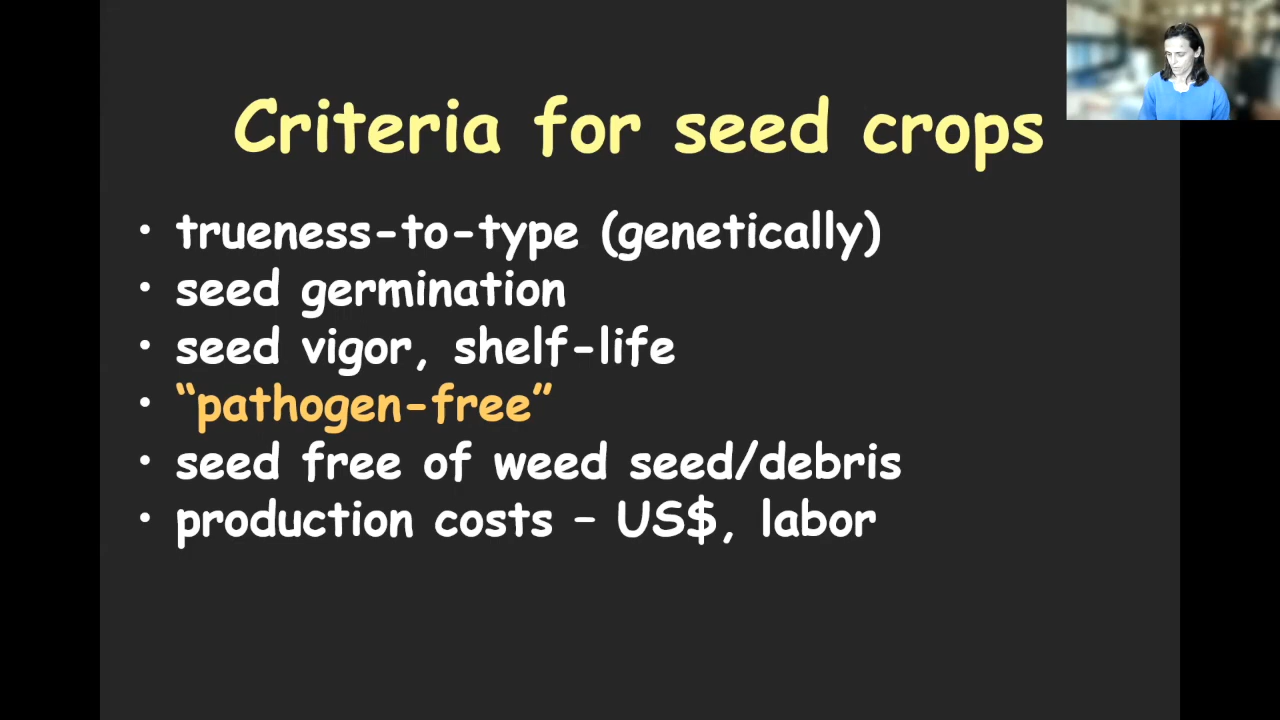 Criteria for seed crops
• trueness-to-type (genetically)
• seed germination
• seed vigor, shelf-life
• “pathogen-free”
• seed free of weed seed/debris
• production costs – US$, labor